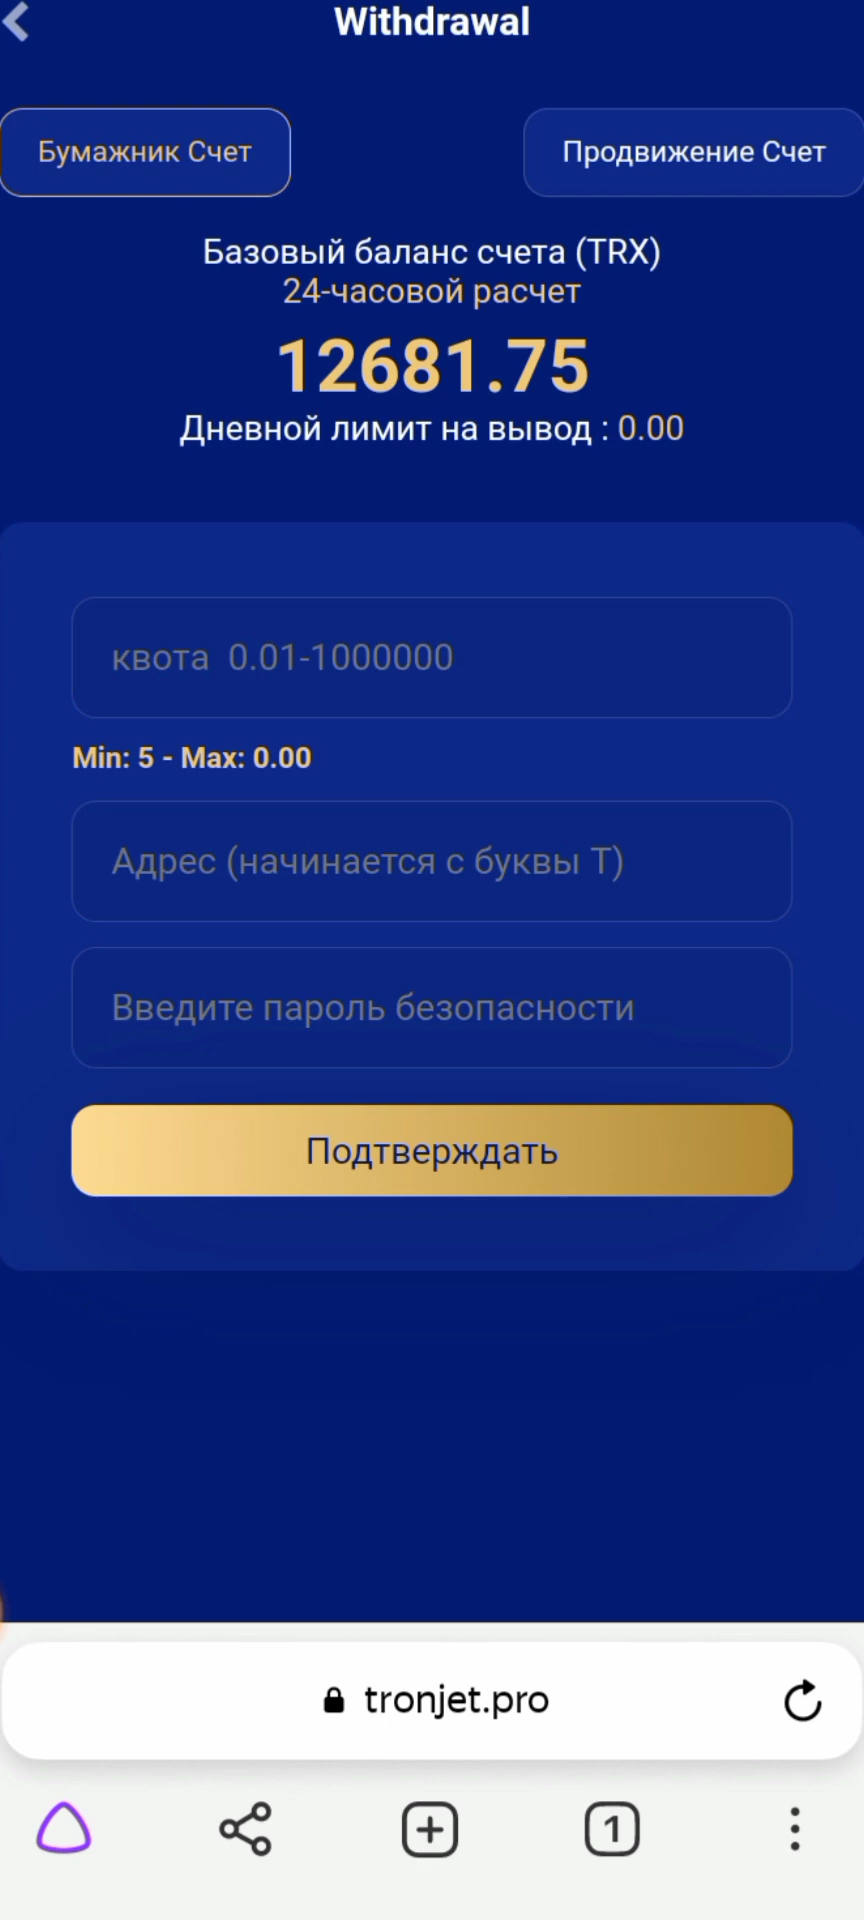 Withdrawal
Бумажник Счет
Продвижение Счет
Базовый баланс счета (TRX)
24-часовой расчет
12681.75
Дневной лимит на вывод : 0.00
квота 0.01-1000000
Min: 5 - Max: 0.00
Адрес (начинается с буквы T)
Введите пароль безопасности
Подтверждать
tronjet.pro
1